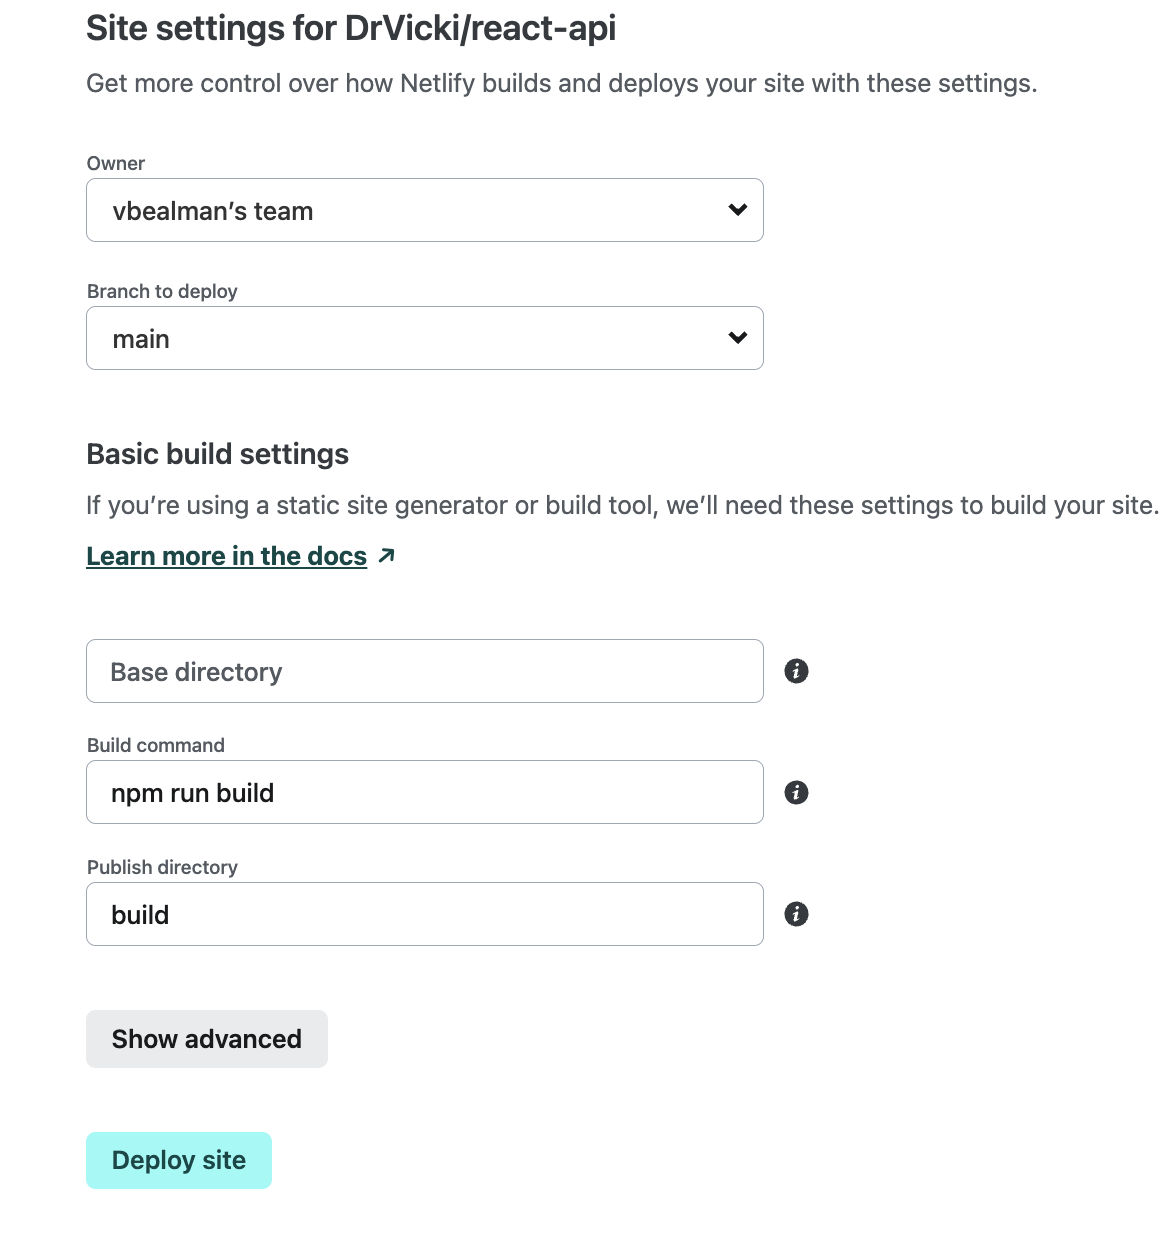 Site settings for DrVicki/react-api
Get more control over how Netlify builds and deploys your site with these settings.
Owner
vbealman’s team
Branch to deploy
main
Basic build settings
If you’re using a static site generator or build tool, we’ll need these settings to build your site.
Learn more in the docs
Base directory
Build command
npm run build
Publish directory
build
Show advanced
Deploy site